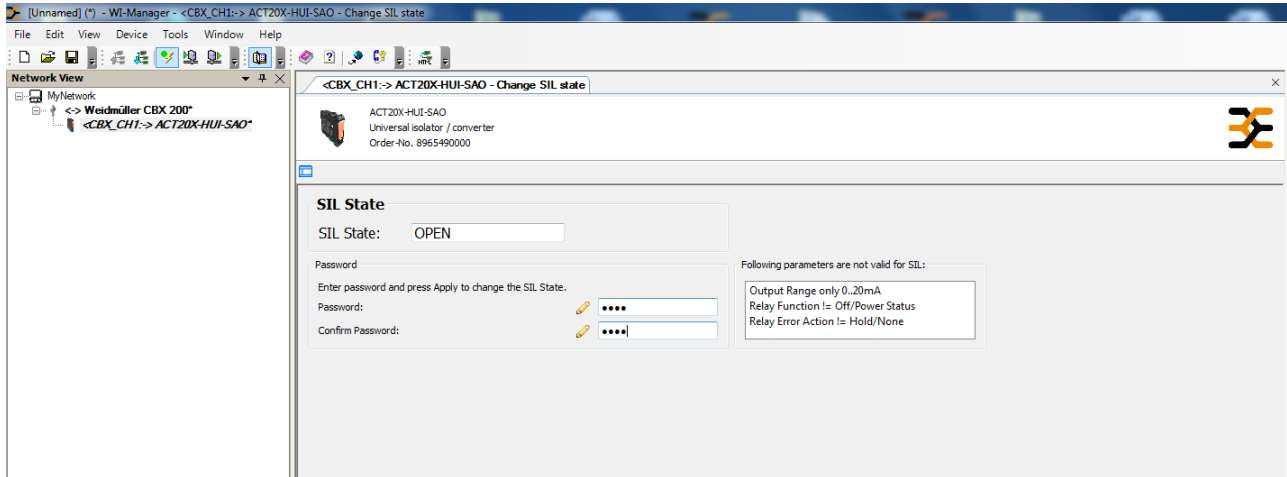 [Unnamed] (*) - WI-Manager - <CBX_CH1:-> ACT20X-HUI-SAO - Change SIL state
File Edit View Device Tools Window Help
Network View
MyNetwork
<-> Weidmüller CBX 200*
<CBX_CH1:-> ACT20X-HUI-SAO*
<CBX_CH1:-> ACT20X-HUI-SAO - Change SIL state
ACT20X-HUI-SAO
Universal isolator / converter
Order-No. 8965490000
SIL State
SIL State: OPEN
Password
Enter password and press Apply to change the SIL State.
Password: ••••
Confirm Password: ••••
Following parameters are not valid for SIL:
Output Range only 0..20mA
Relay Function != Off/Power Status
Relay Error Action != Hold/None